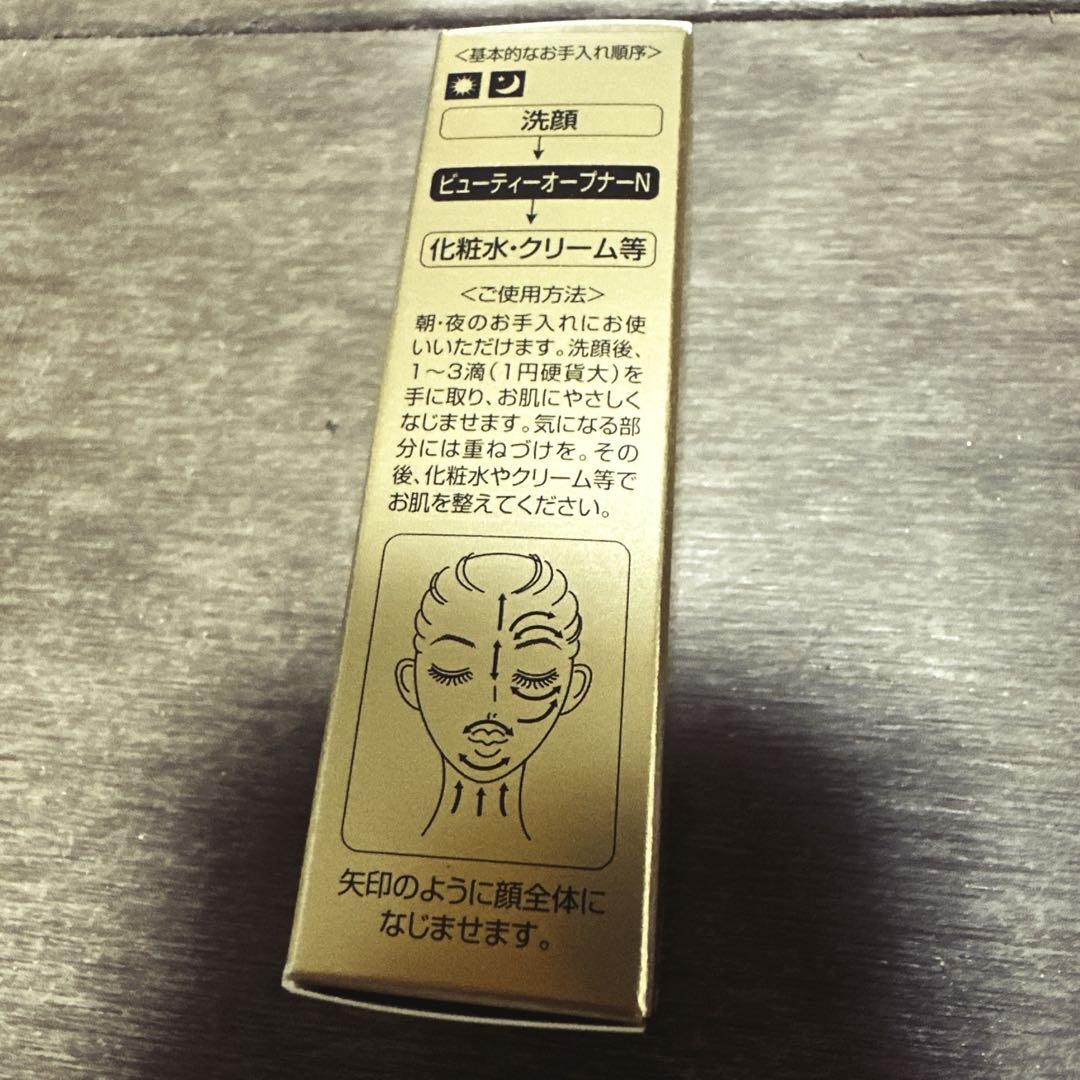 ＜基本的なお手入れ順序＞
洗顔
ビューティーオープナーN
化粧水・クリーム等
＜ご使用方法＞
朝・夜のお手入れにお使
いいただけます。洗顔後、
1～3滴（1円硬貨大）を
手に取り、お肌にやさしく
なじませます。気になる部
分には重ねづけを。その
後、化粧水やクリーム等で
お肌を整えてください。
矢印のように顔全体に
なじませます。